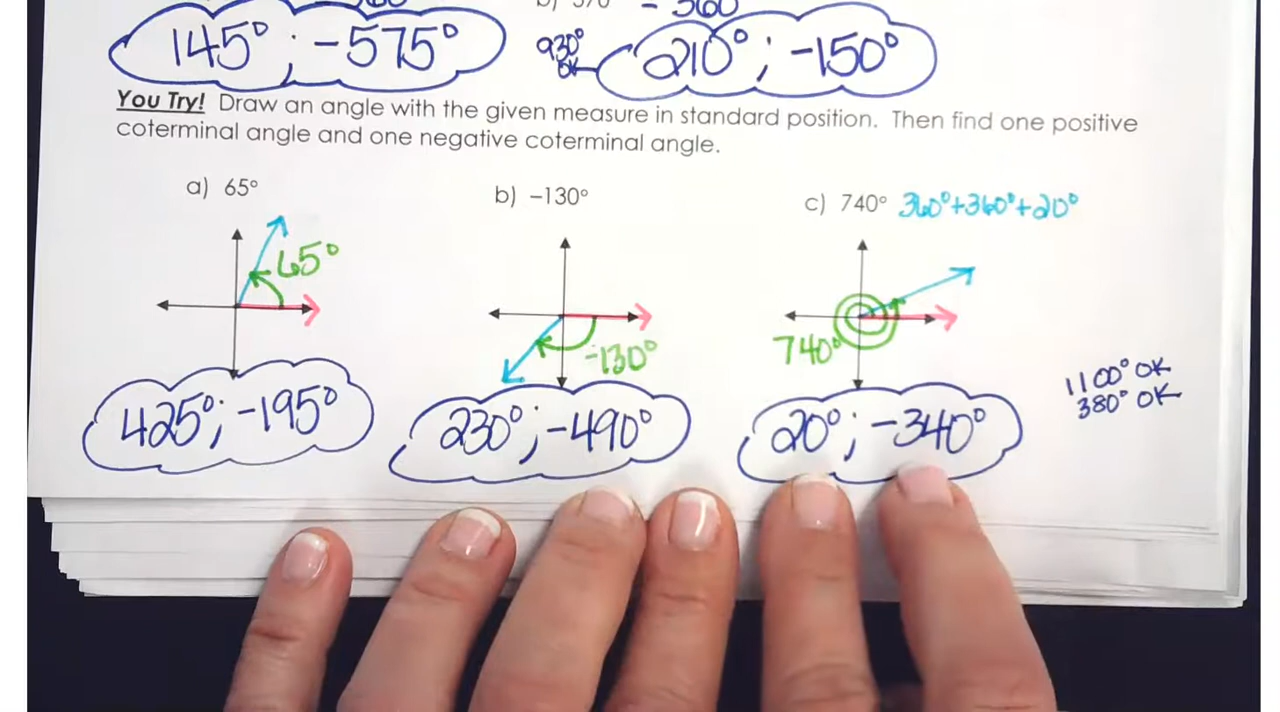 145° ; -575°
930° OK
210° ; -150°
You Try! Draw an angle with the given measure in standard position. Then find one positive
coterminal angle and one negative coterminal angle.
a) 65°
b) –130°
c) 740° 360°+360°+20°
65°
-130°
740°
1100° OK
380° OK
425°; -195°
230°; -490°
20°; -340°